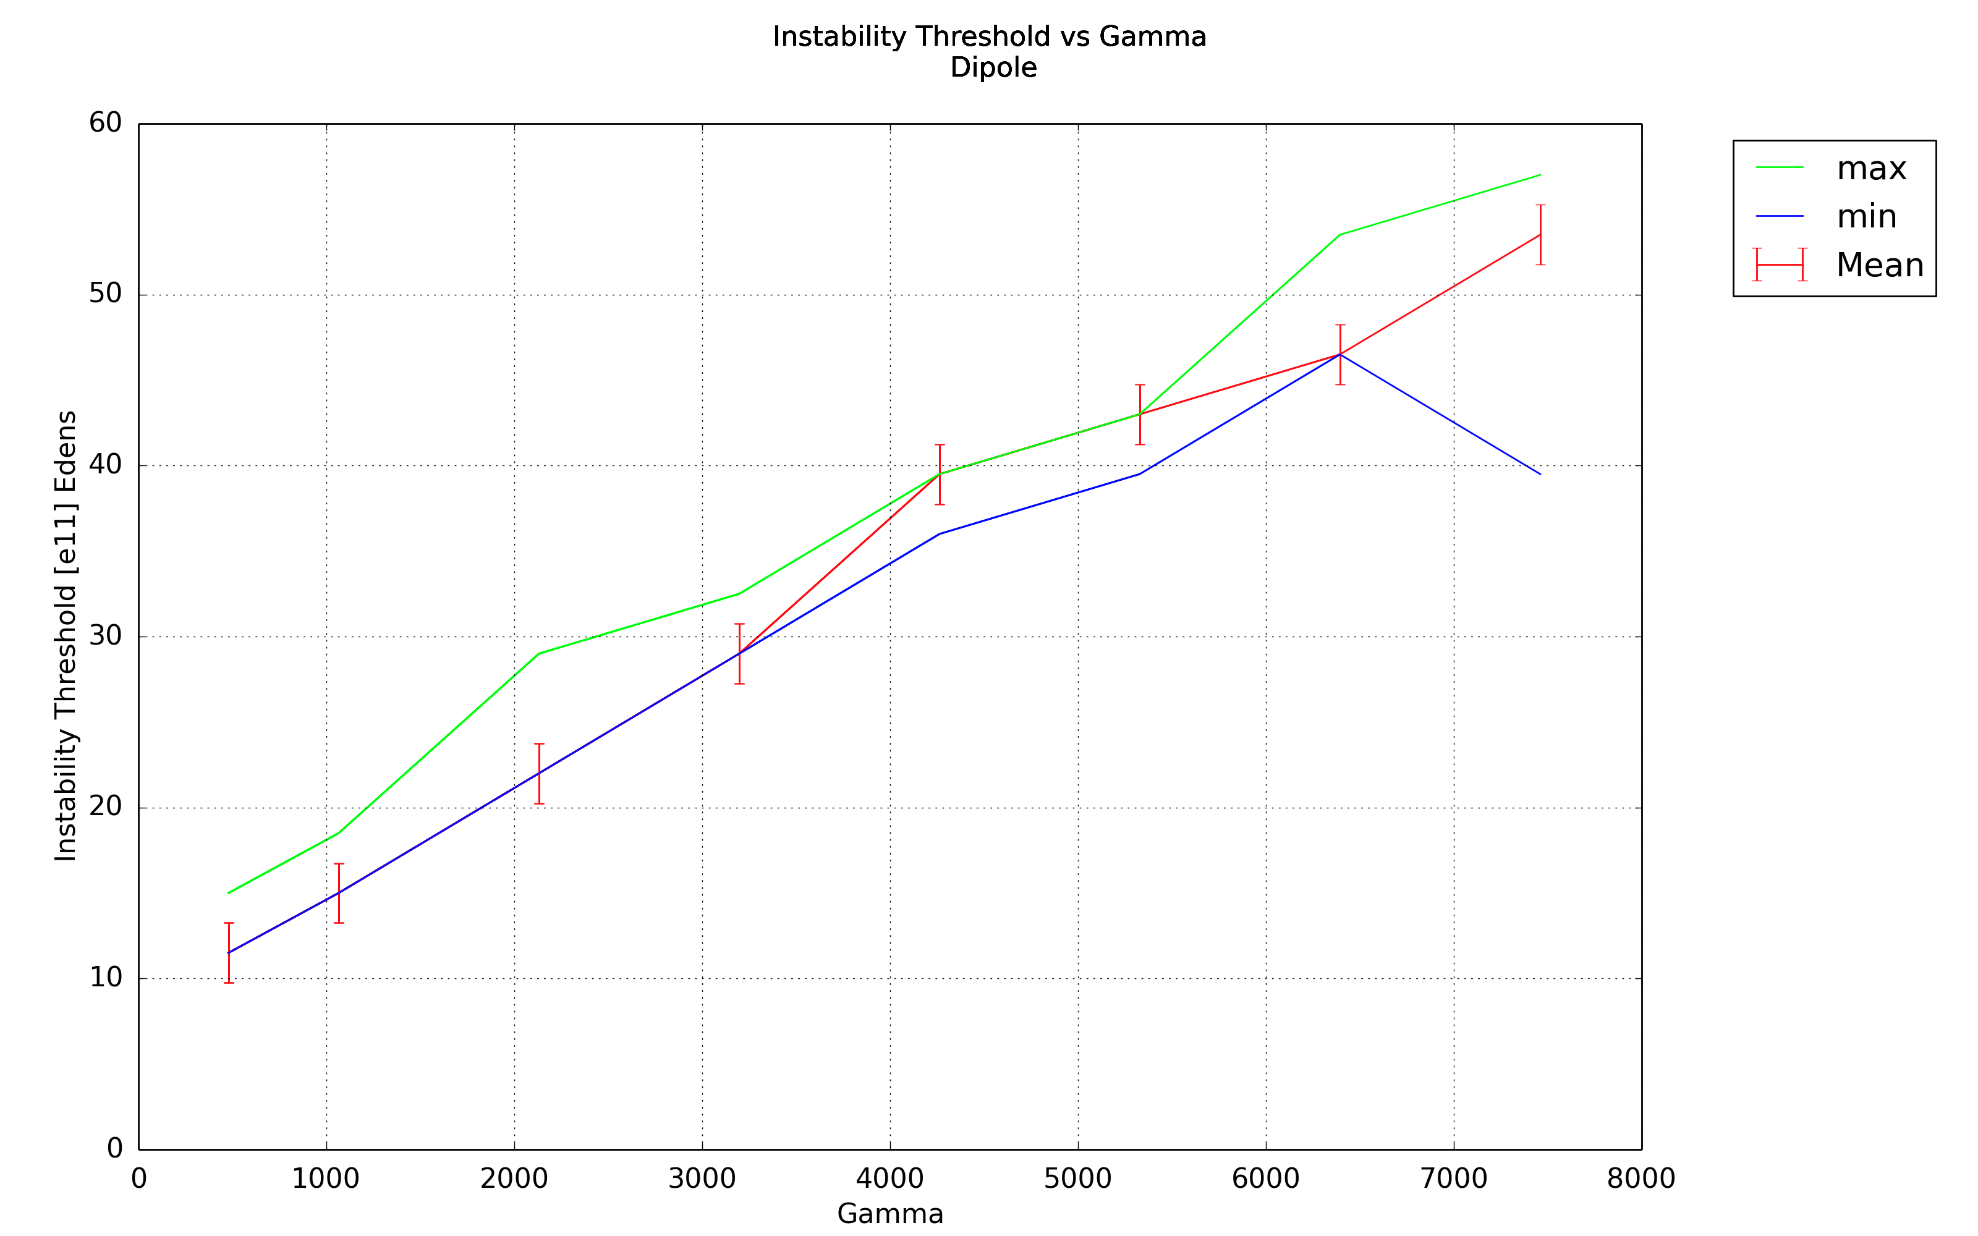 Instability Threshold vs Gamma
Dipole
max
min
Mean
60
50
40
30
20
10
0
Instability Threshold [e11] Edens
0 1000 2000 3000 4000 5000 6000 7000 8000
Gamma